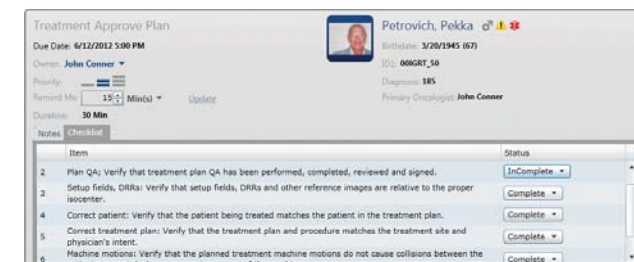 Treatment Approve Plan
Petrovich, Pekka
Due Date: 6/12/2012 5:00 PM
Birthdate: 3/20/1945 (67)
Owner: John Conner
ID1: 00IGRT_50
Priority:
Diagnosis: 185
Remind Me: 15 Min(s) Update
Primary Oncologist: John Conner
Duration: 30 Min
Notes Checklist
Item Status
2 Plan QA; Verify that treatment plan QA has been performed, completed, reviewed and signed. InComplete
3 Setup fields, DRRs: Verify that setup fields, DRRs and other reference images are relative to the proper
isocenter. Complete
4 Correct patient: Verify that the patient being treated matches the patient in the treatment plan. Complete
5 Correct treatment plan: Verify that the treatment plan and procedure matches the treatment site and
physician's intent. Complete
6 Machine motions: Verify that the planned treatment machine motions do not cause collisions between the
Complete